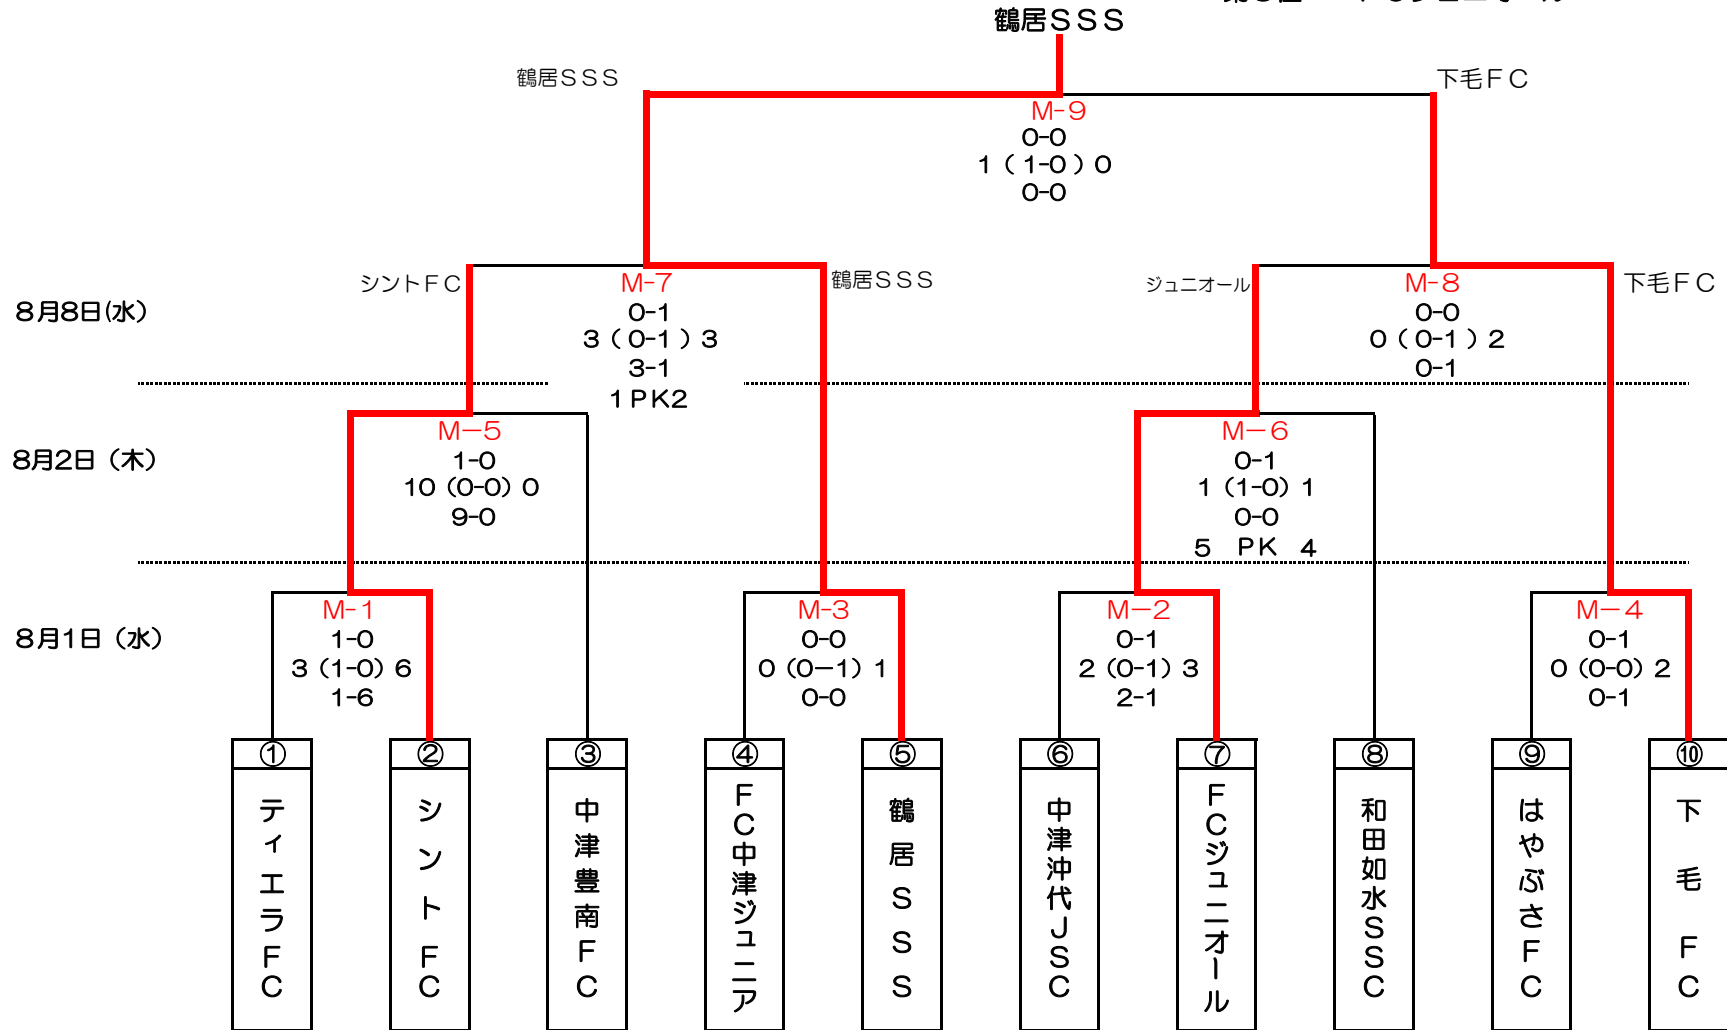 鶴居ＳＳＳ
鶴居ＳＳＳ
下毛ＦＣ
M-9
0-0
1（1-0）0
0-0
シントＦＣ
M-7
鶴居ＳＳＳ
ジュニオール
M-8
下毛ＦＣ
8月8日(水)
0-1
3（0-1）3
3-1
1PK2
0-0
0（0-1）2
0-1
8月2日（木）
M－5
1-0
10（0-0）0
9-0
M－6
0-1
1（1-0）1
0-0
5 PK 4
8月1日（水）
M-1
1-0
3（1-0）6
1-6
M-3
0-0
0（0－1）1
0-0
M－2
0-1
2（0-1）3
2-1
M－4
0-1
0（0-0）2
0-1
① ② ③ ④ ⑤ ⑥ ⑦ ⑧ ⑨ ⑩
ティエラＦＣ
シントＦＣ
中津豊南ＦＣ
ＦＣ中津ジュニア
鶴居ＳＳＳ
中津沖代ＪＳＣ
ＦＣジュニオール
和田如水ＳＳＣ
はやぶさＦＣ
下毛ＦＣ